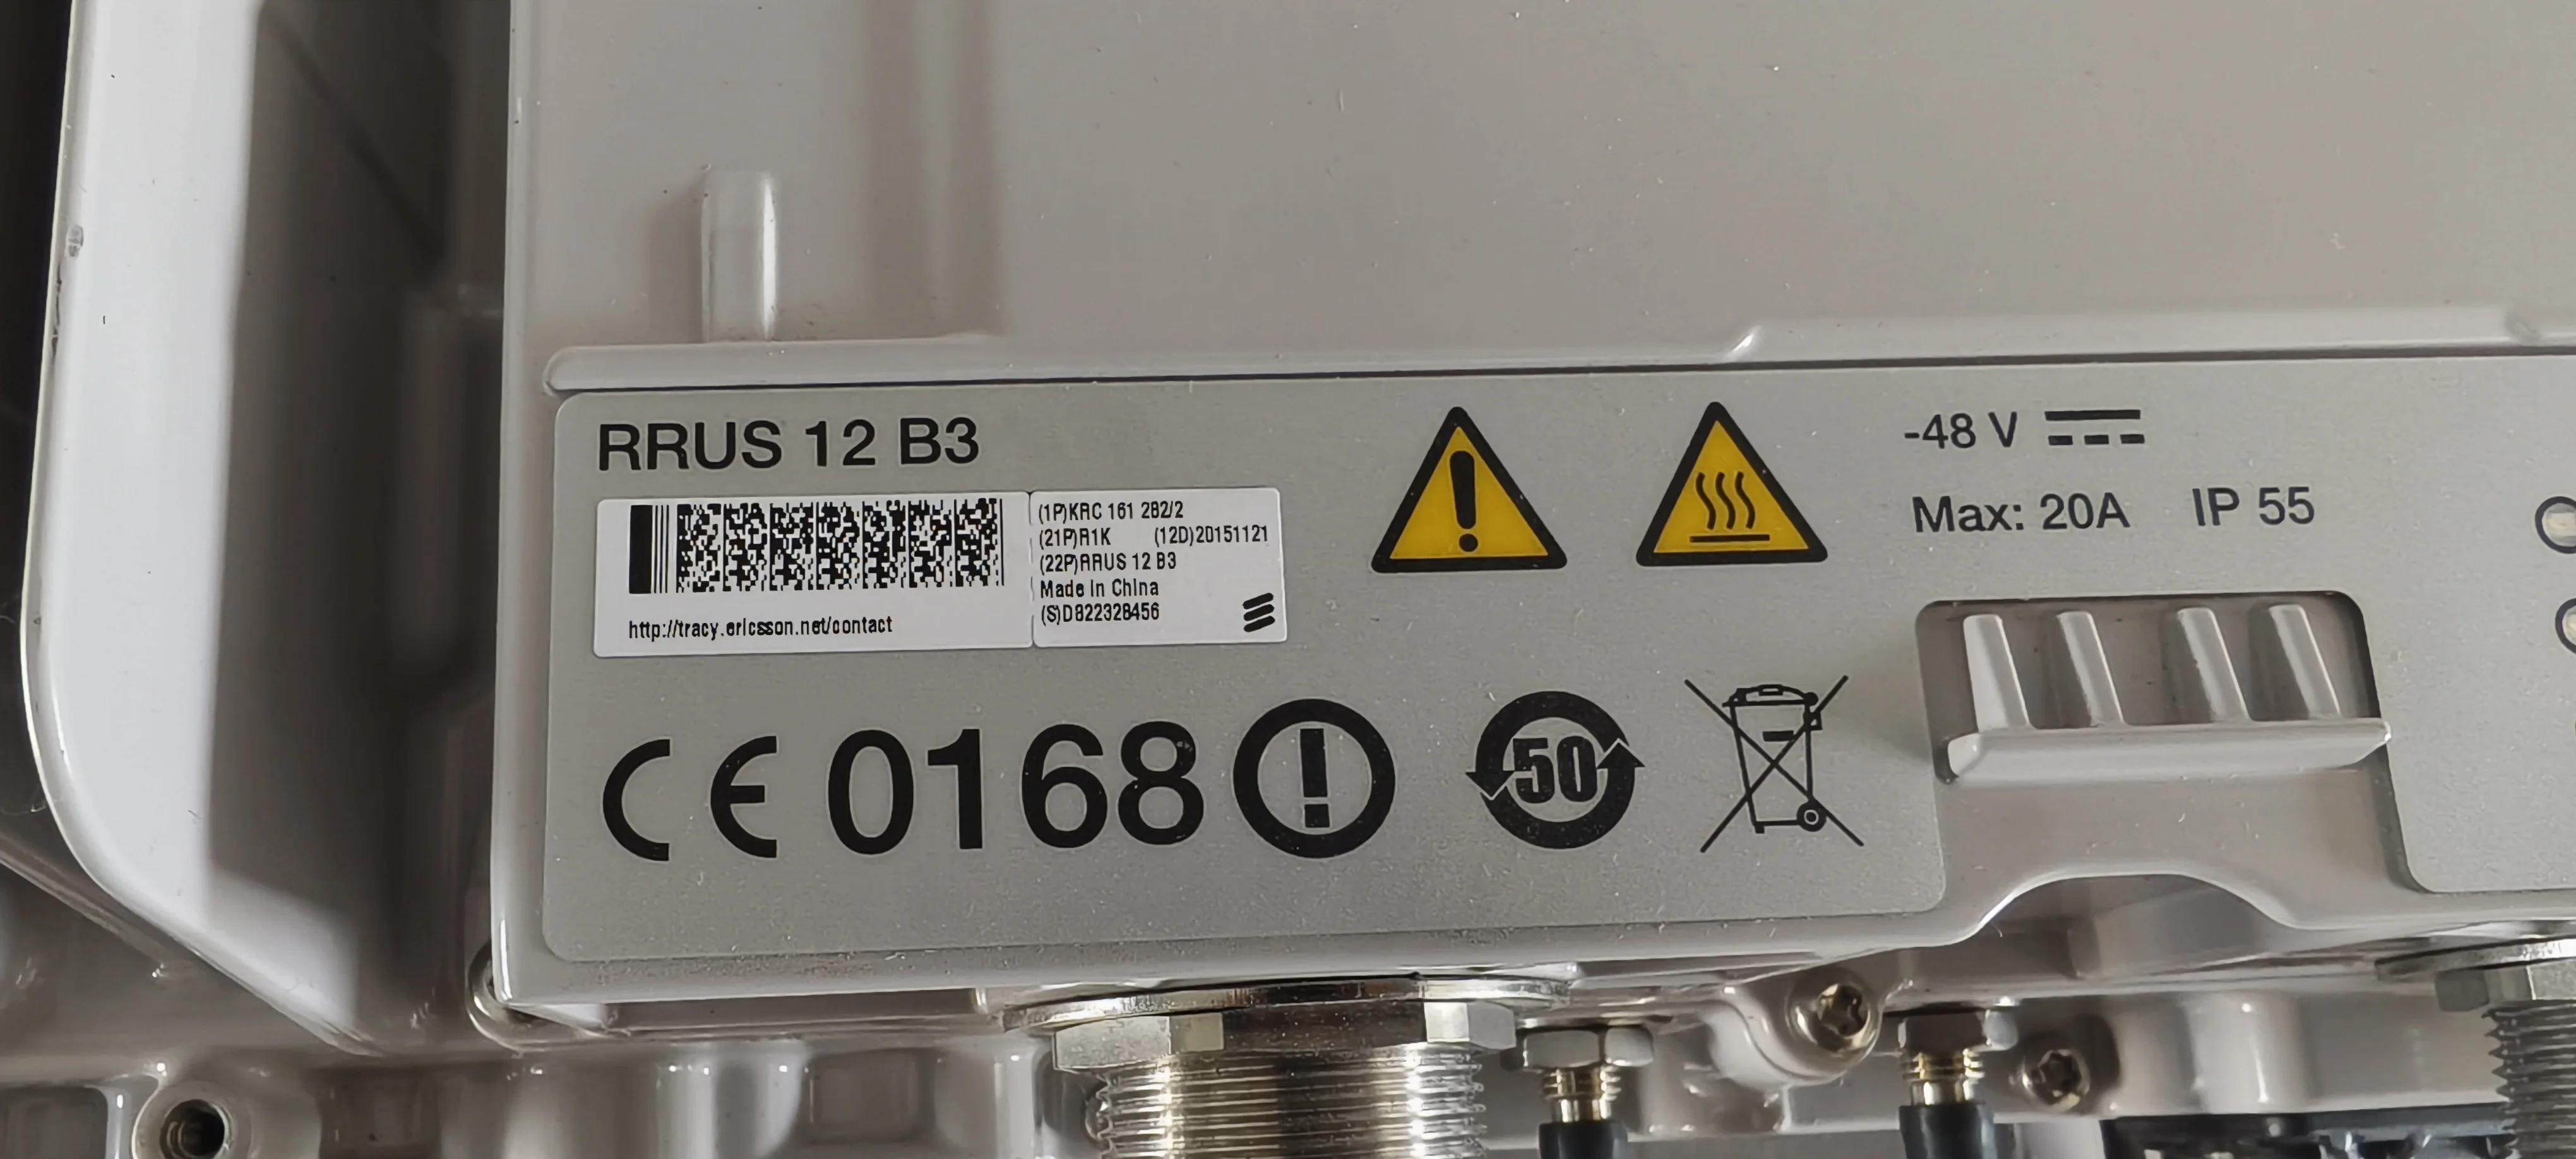 RRUS 12 B3
-48 V
Max: 20A IP 55
(1P)KRC 161 282/2
(21P)R1K (12D)20151121
(22P)RRUS 12 B3
Made in China
(S)D822328456
http://tracy.ericsson.net/contact
CE 0168
50